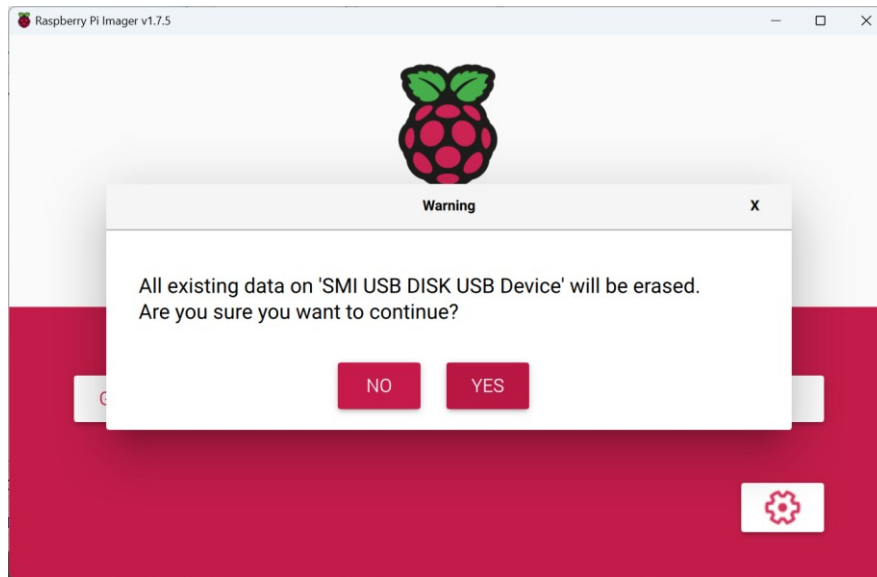 Raspberry Pi Imager v1.7.5
Warning
X
All existing data on 'SMI USB DISK USB Device' will be erased.
Are you sure you want to continue?
NO
YES